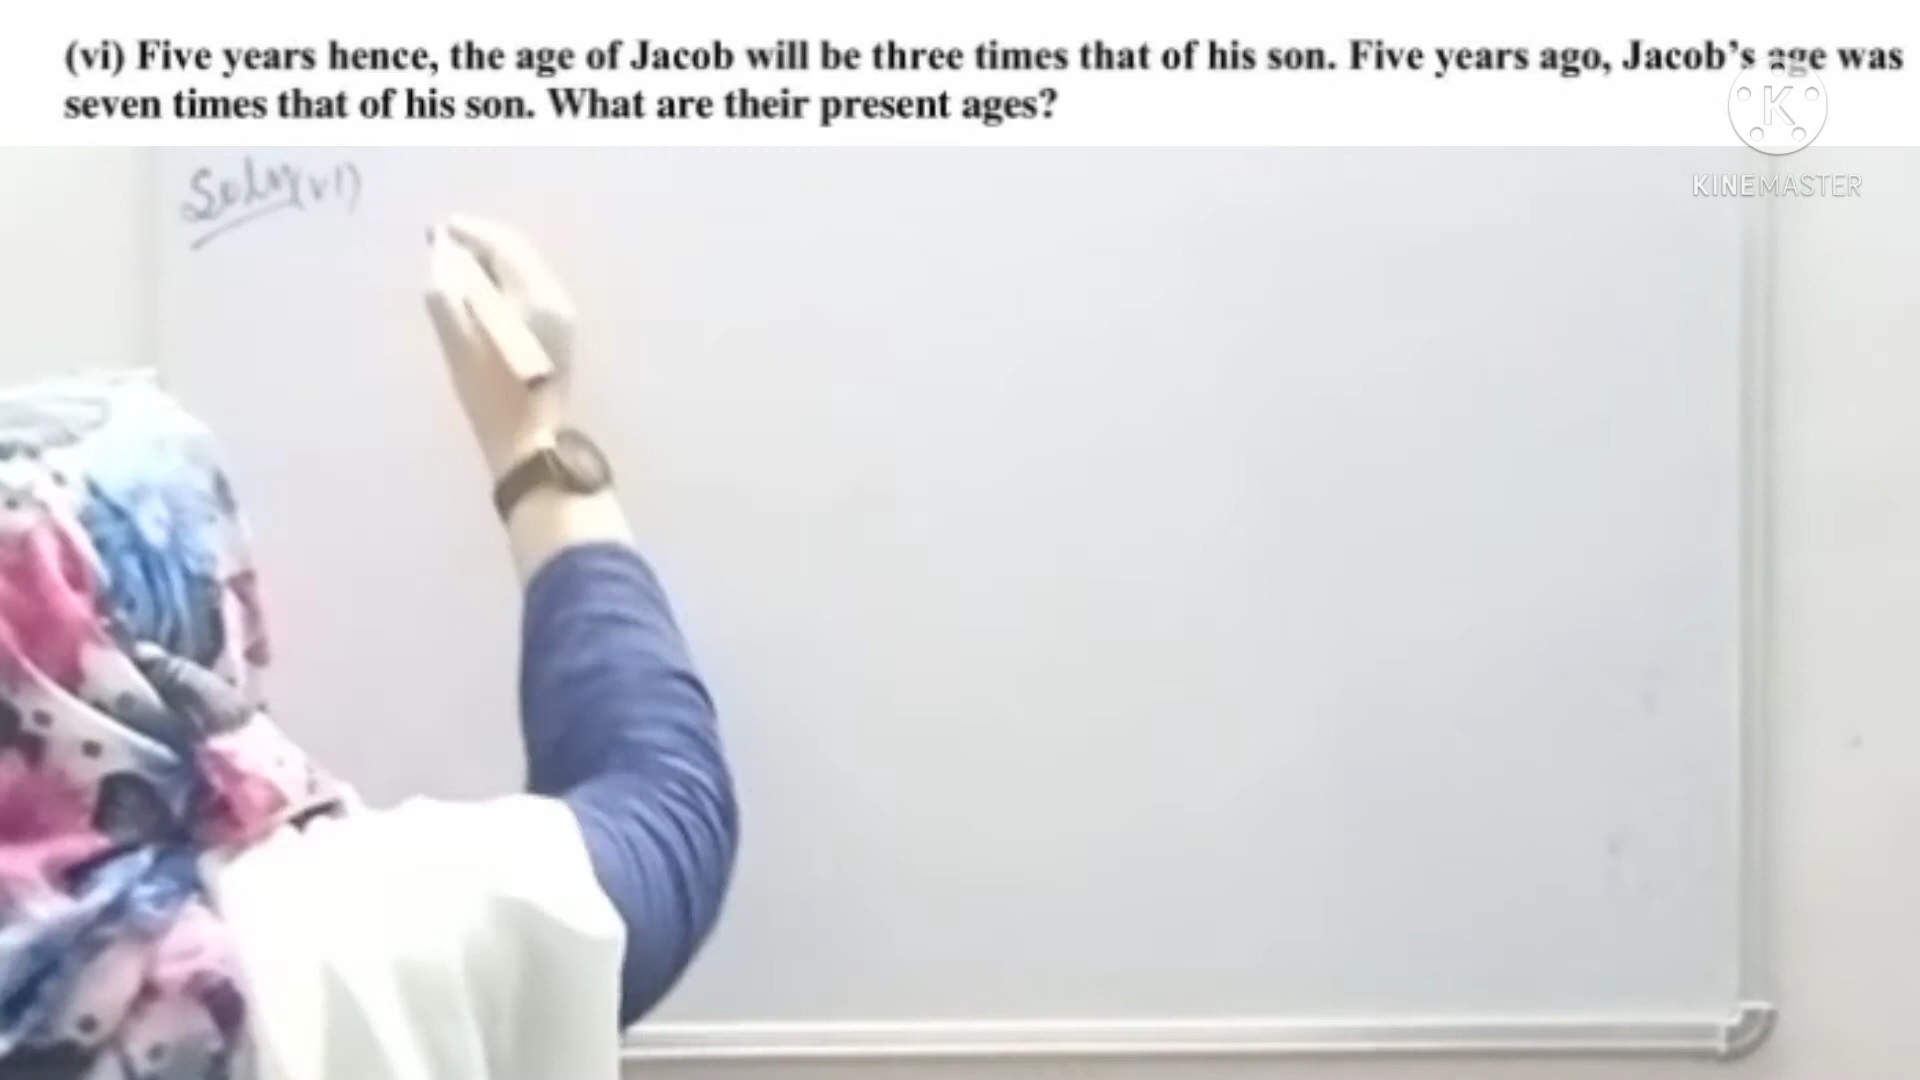 (vi) Five years hence, the age of Jacob will be three times that of his son. Five years ago, Jacob’s age was
seven times that of his son. What are their present ages?
K
KINEMASTER
Soln(vi)